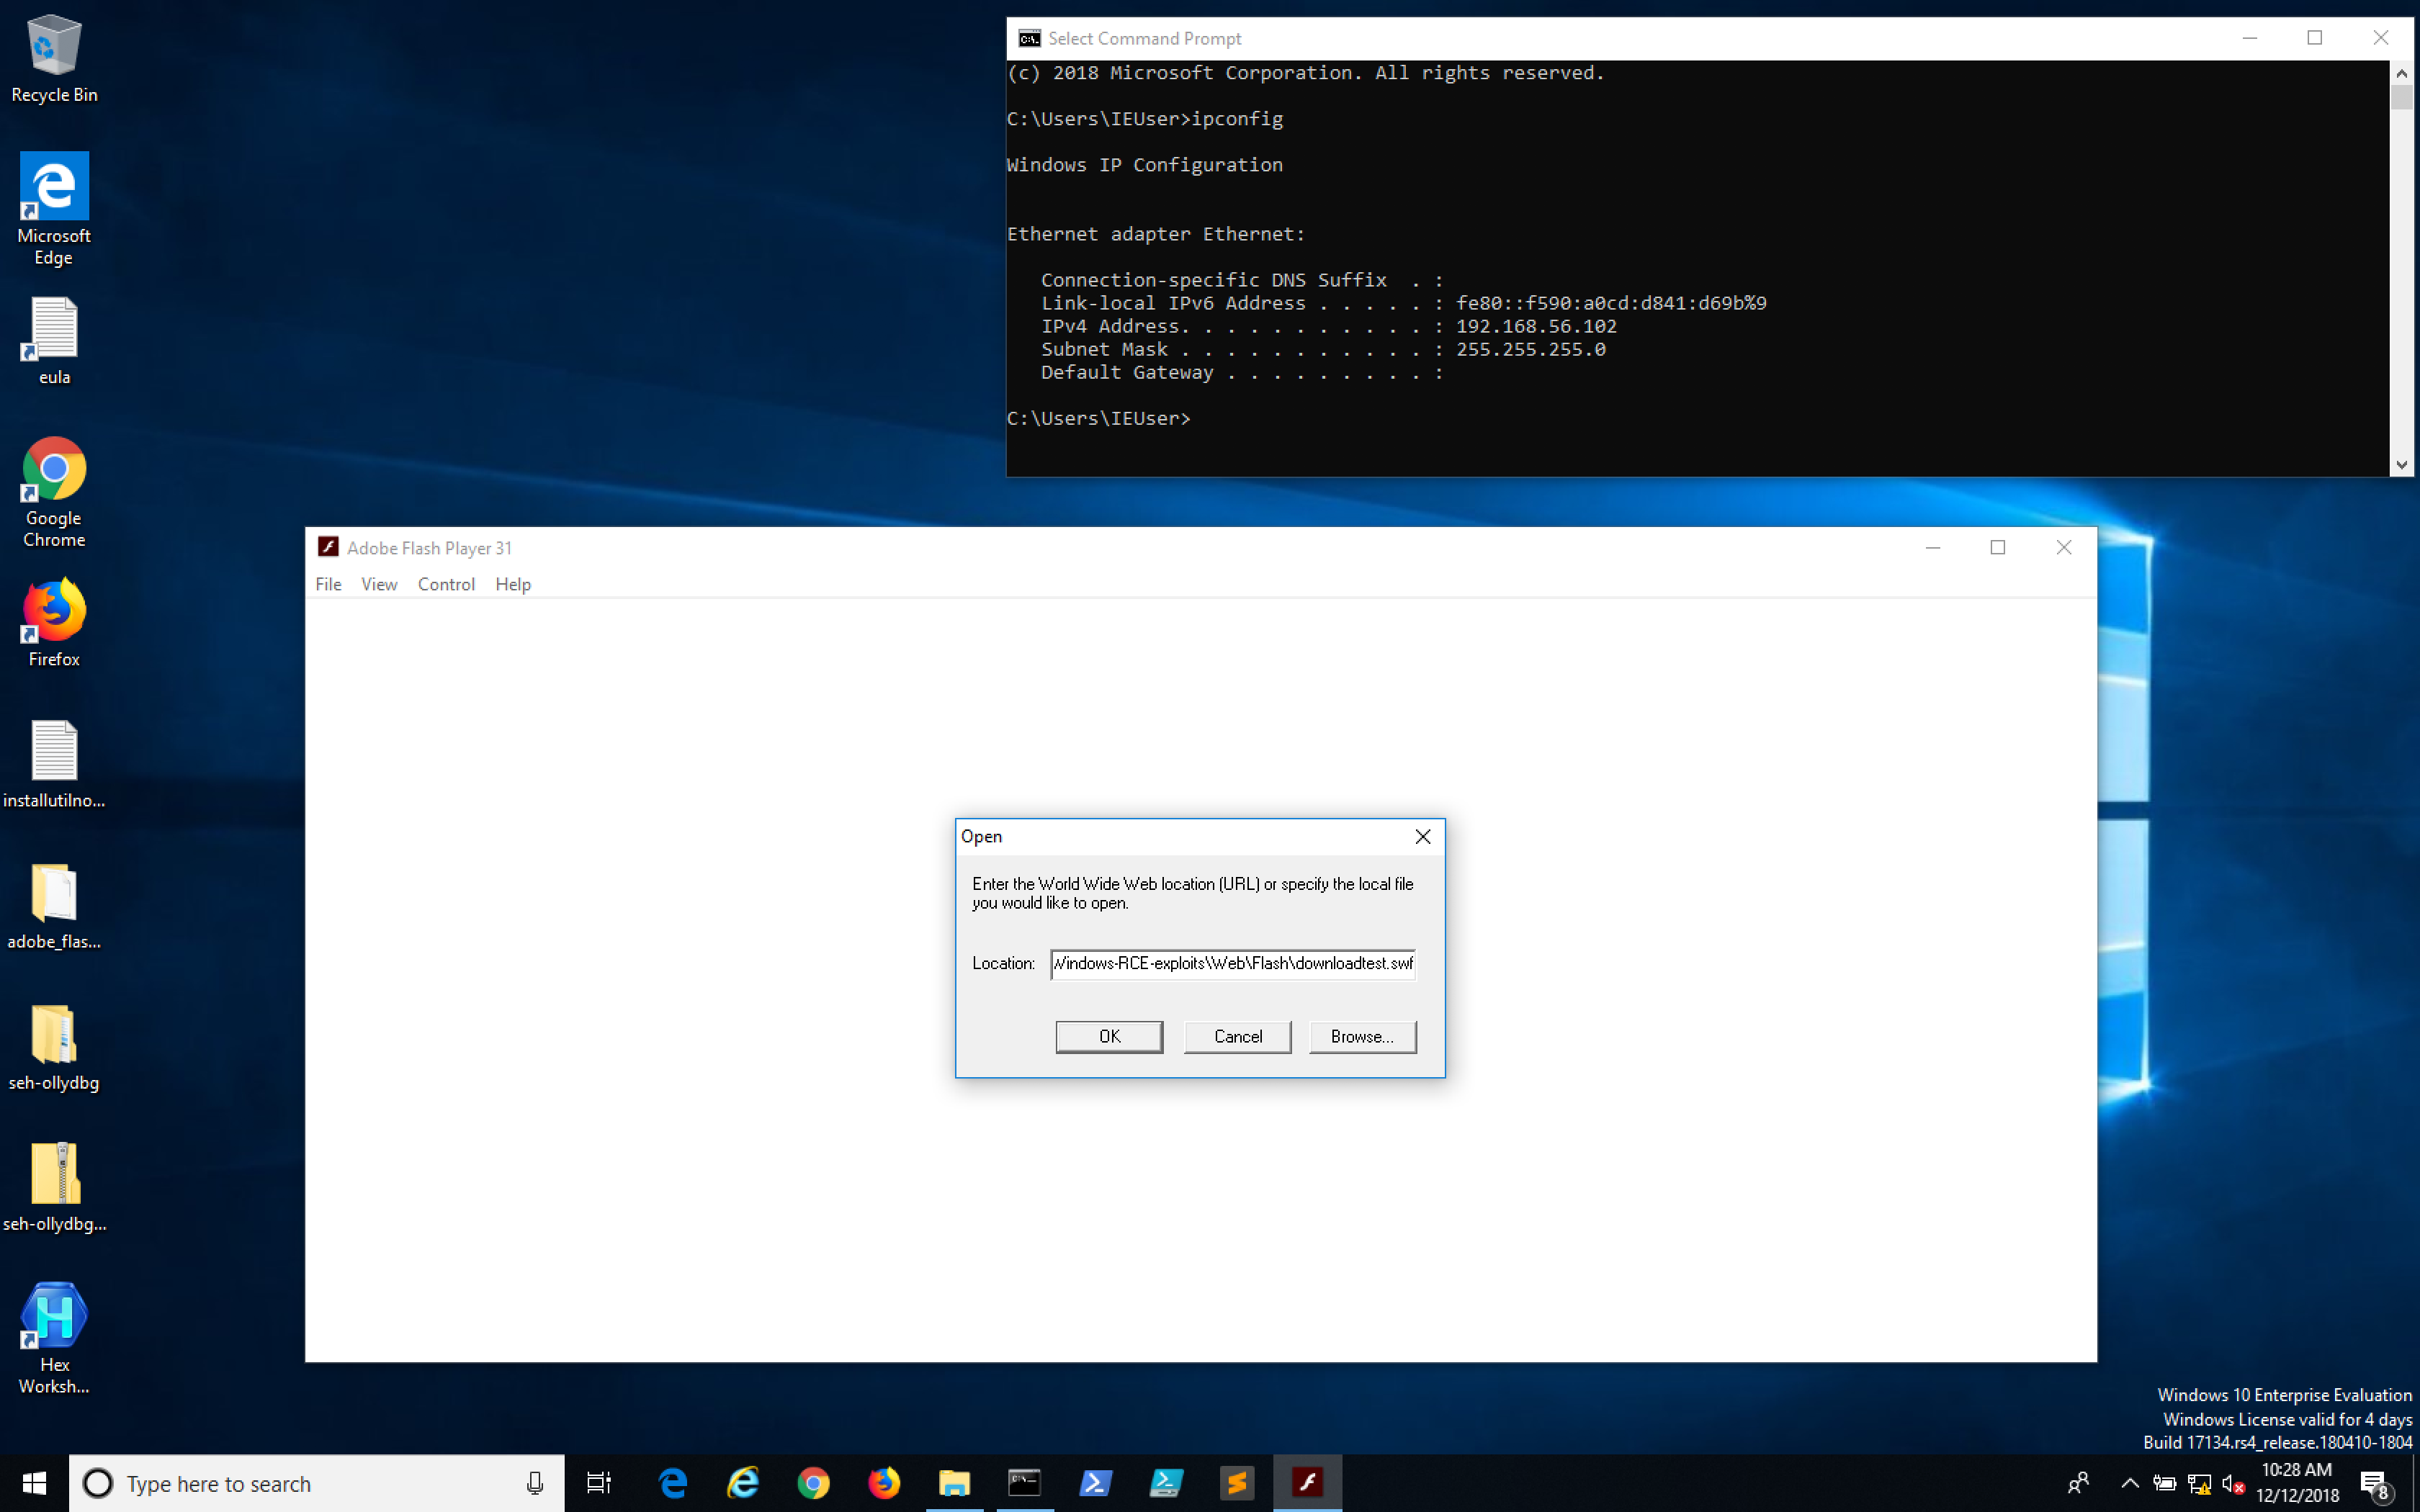 Recycle Bin
Microsoft
Edge
eula
Google
Chrome
Firefox
installutilno...
adobe_flas...
seh-ollydbg
seh-ollydbg...
Hex
Worksh...
Select Command Prompt
(c) 2018 Microsoft Corporation. All rights reserved.
C:\Users\IEUser>ipconfig
Windows IP Configuration
Ethernet adapter Ethernet:
Connection-specific DNS Suffix  . :
Link-local IPv6 Address . . . . . : fe80::f590:a0cd:d841:d69b%9
IPv4 Address. . . . . . . . . . . : 192.168.56.102
Subnet Mask . . . . . . . . . . . : 255.255.255.0
Default Gateway . . . . . . . . . :
C:\Users\IEUser>
Adobe Flash Player 31
File View Control Help
Open
Enter the World Wide Web location (URL) or specify the local file
you would like to open.
Location: Windows-RCE-exploits\Web\Flash\downloadtest.swf
OK Cancel Browse...
Windows 10 Enterprise Evaluation
Windows License valid for 4 days
Build 17134.rs4_release.180410-1804
Type here to search
10:28 AM
12/12/2018
8